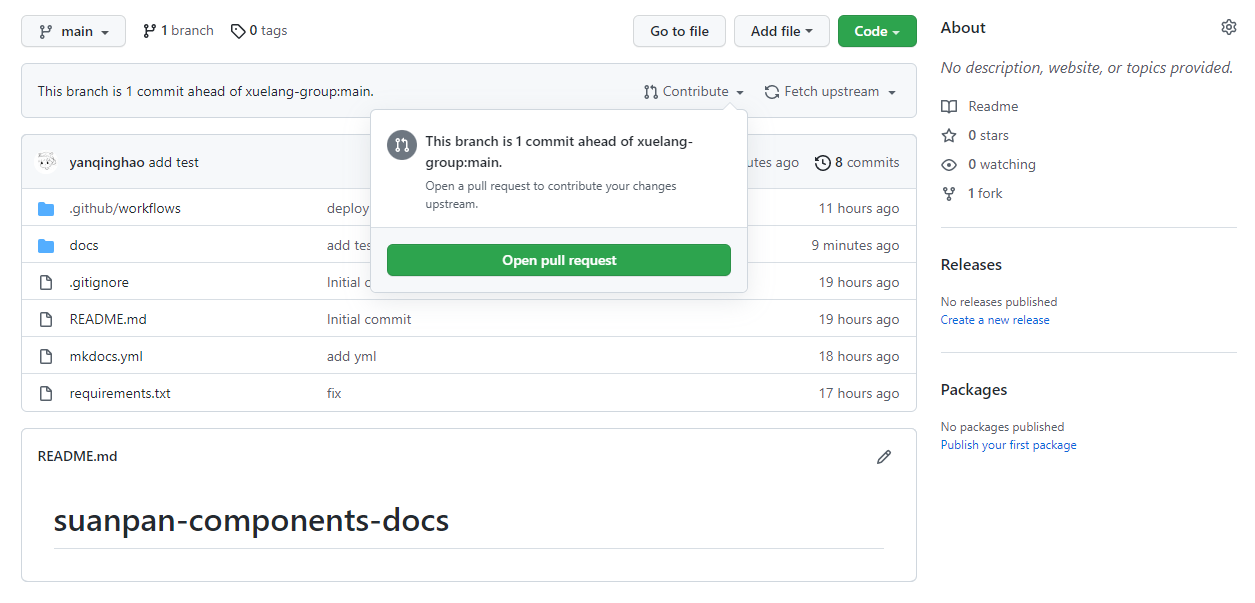 main
1 branch
0 tags
Go to file
Add file
Code
This branch is 1 commit ahead of xuelang-group:main.
Contribute
Fetch upstream
This branch is 1 commit ahead of xuelang-
group:main.
Open a pull request to contribute your changes
upstream.
Open pull request
yanqinghao add test
ago
8 commits
.github/workflows
deploy
11 hours ago
docs
add
9 minutes ago
.gitignore
Initial
19 hours ago
README.md
Initial commit
19 hours ago
mkdocs.yml
add yml
18 hours ago
requirements.txt
fix
17 hours ago
README.md
suanpan-components-docs
About
No description, website, or topics provided.
Readme
0 stars
0 watching
1 fork
Releases
No releases published
Create a new release
Packages
No packages published
Publish your first package